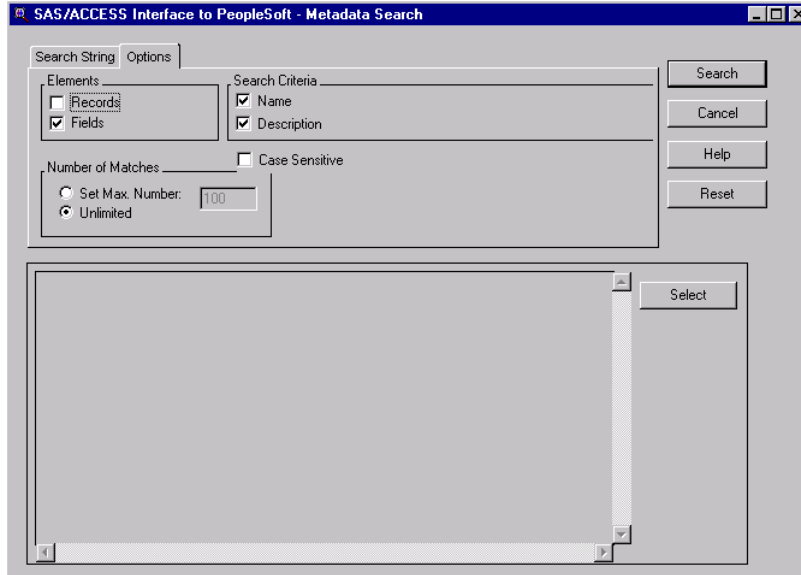 SAS/ACCESS Interface to PeopleSoft - Metadata Search
Search String
Options
Elements
Records
Fields
Search Criteria
Name
Description
Case Sensitive
Number of Matches
Set Max. Number:
100
Unlimited
Search
Cancel
Help
Reset
Select